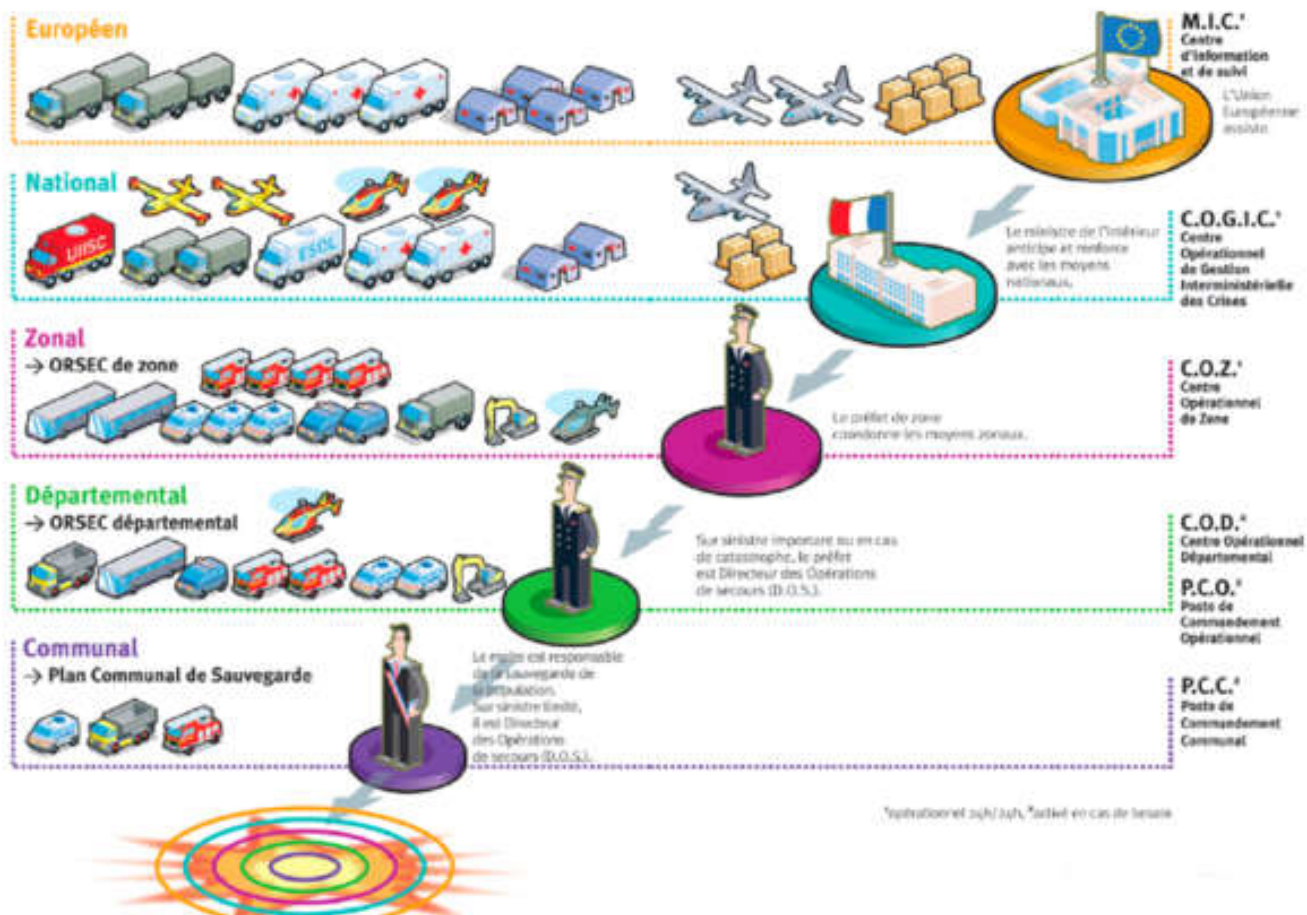 Européen
M.I.C.¹
Centre
d'information
et de suivi
L'Union
Européenne
assiste.
National
UIISC
ESOL
Le ministre de l'Intérieur
anticipe et renforce
avec les moyens
nationaux.
C.O.G.I.C.¹
Centre
Opérationnel
de Gestion
Interministérielle
des Crises
Zonal
→ ORSEC de zone
Le préfet de zone
coordonne les moyens zonaux.
C.O.Z.¹
Centre
Opérationnel
de Zone
Départemental
→ ORSEC départemental
Sur sinistre important ou en cas
de catastrophe, le préfet
est Directeur des Opérations
de secours (D.O.S.).
C.O.D.²
Centre Opérationnel
Départemental
P.C.O.²
Poste de
Commandement
Opérationnel
Communal
→ Plan Communal de Sauvegarde
Le maire est responsable
de la sauvegarde de
la population.
Sur sinistre limité,
il est Directeur
des Opérations
de secours (D.O.S.).
P.C.C.²
Poste de
Commandement
Communal
¹opérationnel 24h/24h, ²activé en cas de besoin